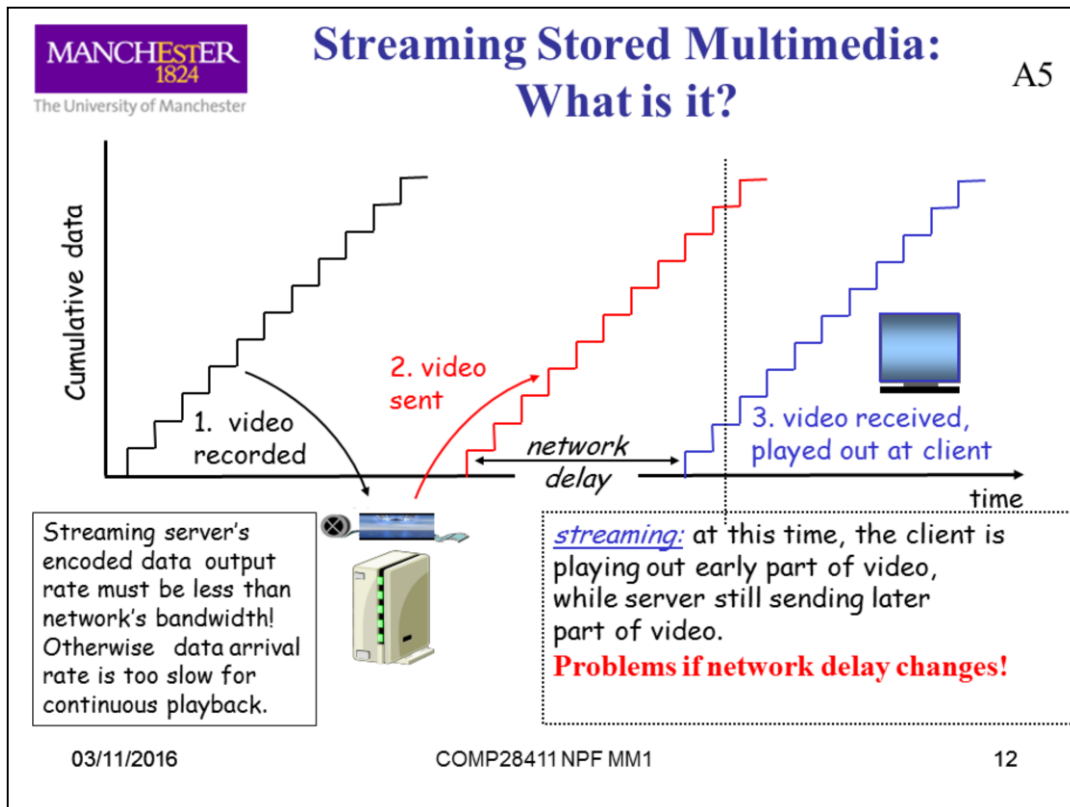 MANCHESTER
1824
The University of Manchester
Streaming Stored Multimedia:
What is it?
A5
Cumulative data
1. video
recorded
2. video
sent
network
delay
3. video received,
played out at client
time
Streaming server's
encoded data output
rate must be less than
network's bandwidth!
Otherwise data arrival
rate is too slow for
continuous playback.
streaming: at this time, the client is
playing out early part of video,
while server still sending later
part of video.
Problems if network delay changes!
03/11/2016
COMP28411 NPF MM1
12